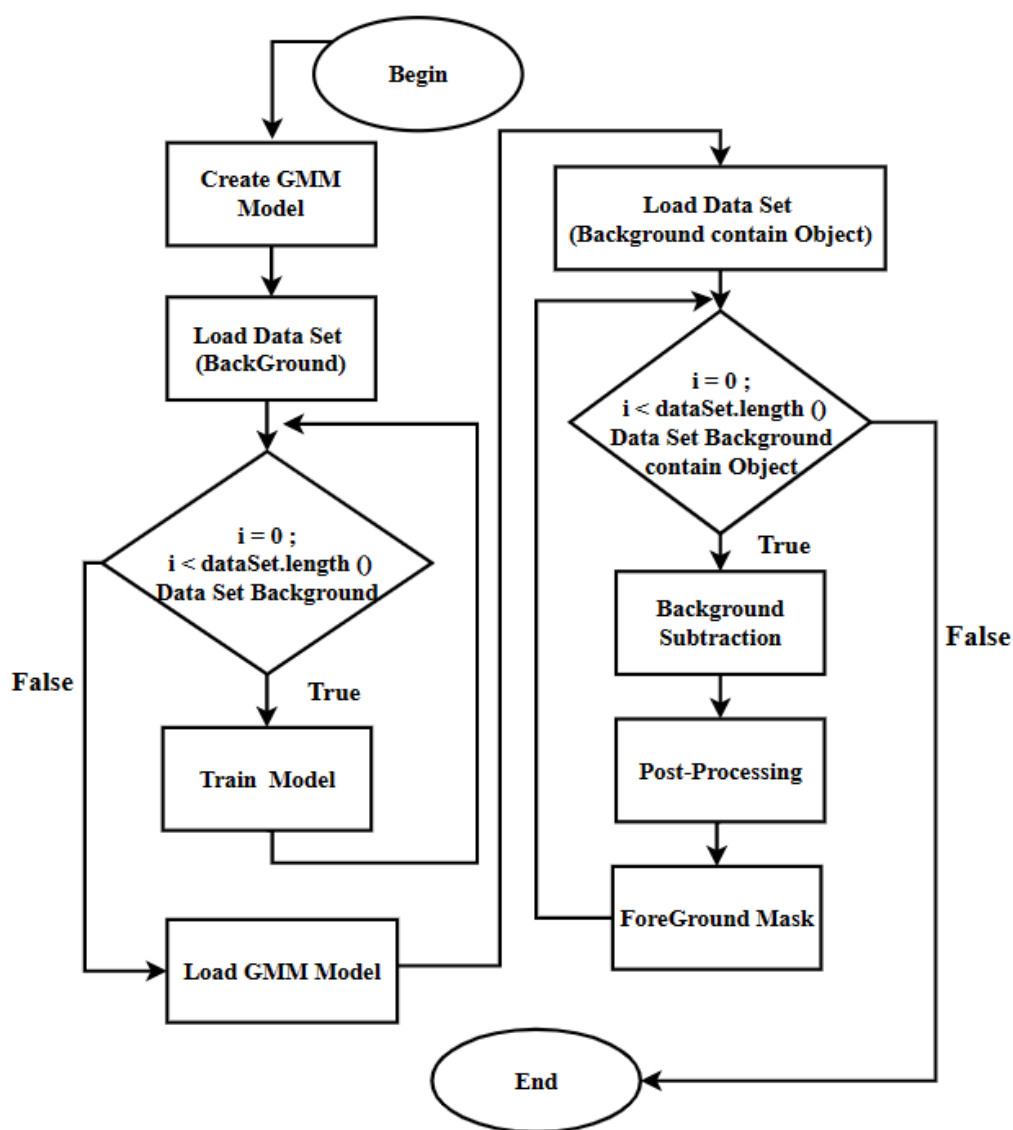 Begin
Create GMM
Model
Load Data Set
(BackGround)
i = 0 ;
i < dataSet.length ()
Data Set Background
False
True
Train Model
Load GMM Model
Load Data Set
(Background contain Object)
i = 0 ;
i < dataSet.length ()
Data Set Background
contain Object
True
False
Background
Subtraction
Post-Processing
ForeGround Mask
End